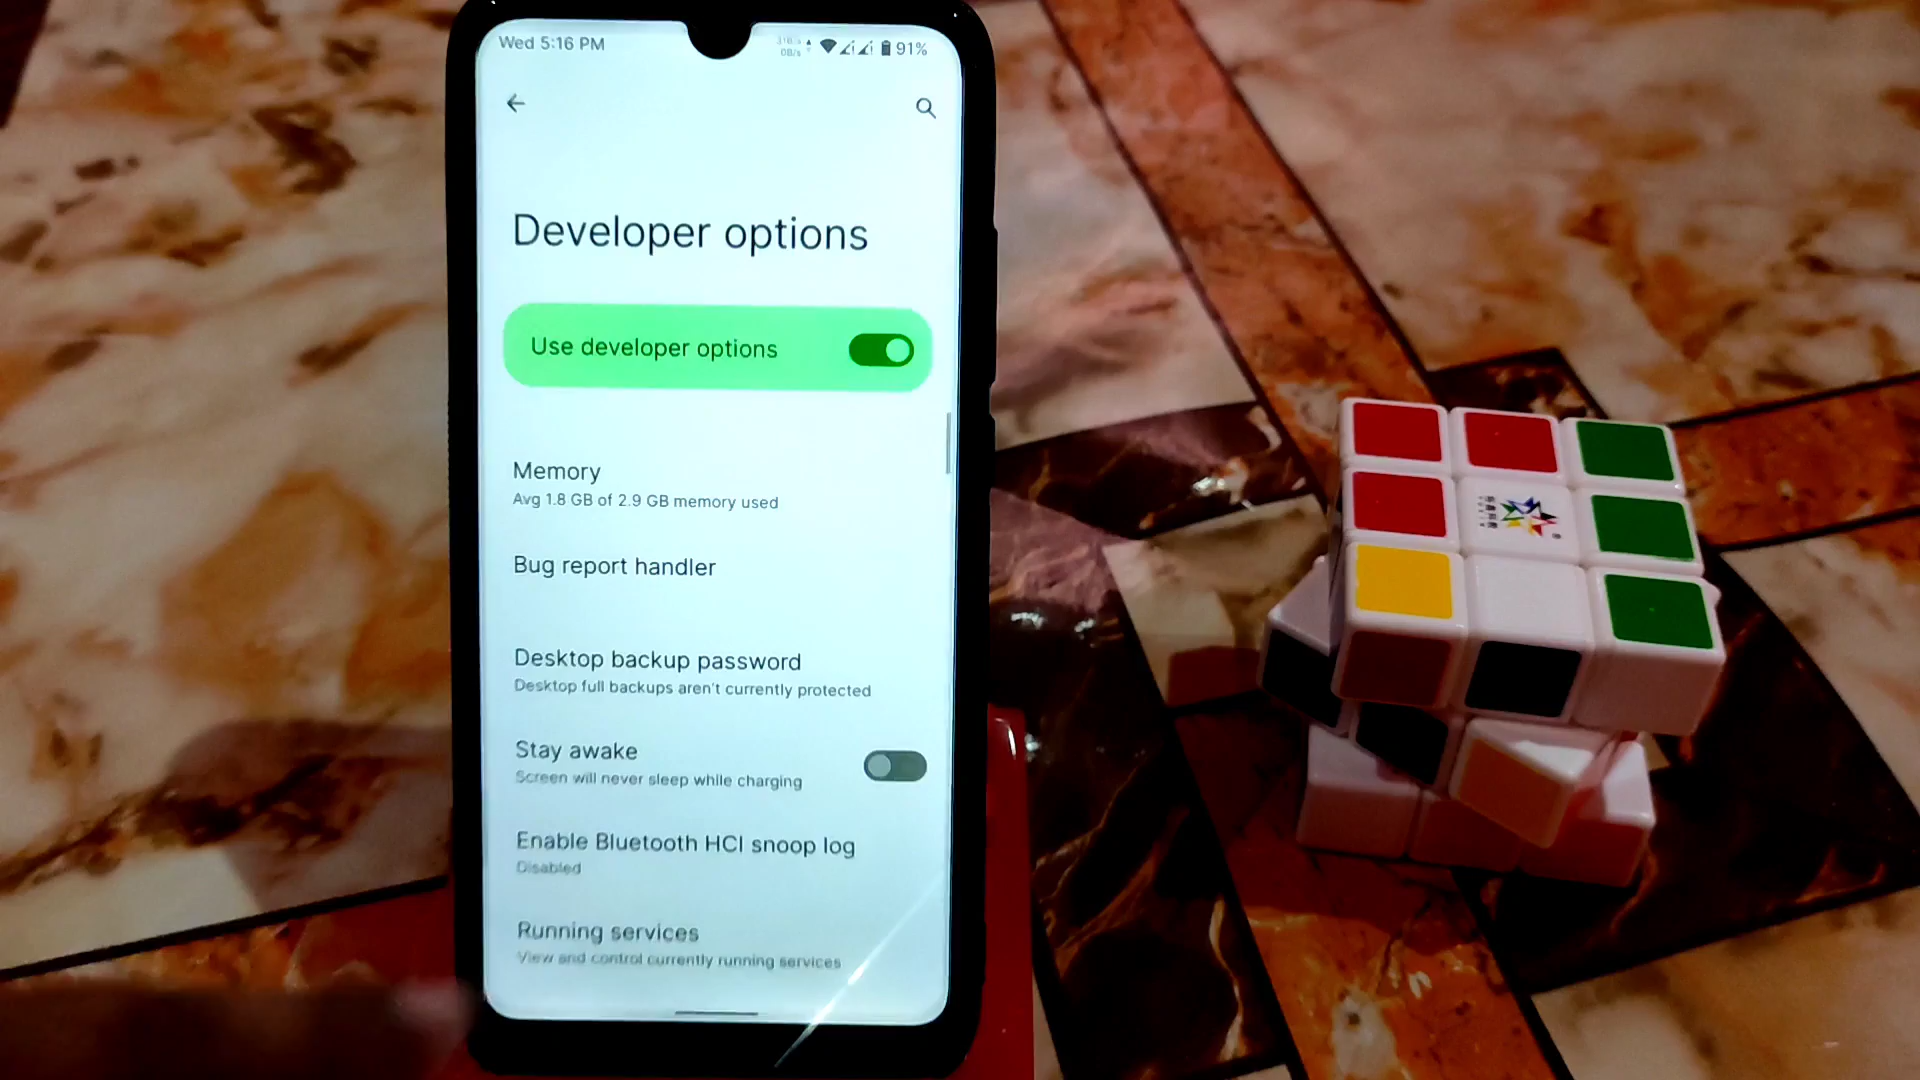 Wed 5:16 PM
91%
Developer options
Use developer options
Memory
Avg 1.8 GB of 2.9 GB memory used
Bug report handler
Desktop backup password
Desktop full backups aren't currently protected
Stay awake
Screen will never sleep while charging
Enable Bluetooth HCI snoop log
Disabled
Running services
View and control currently running services